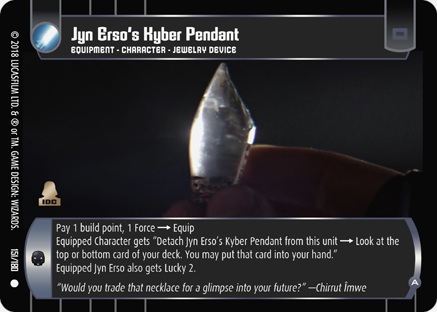 Jyn Erso's Kyber Pendant
EQUIPMENT - CHARACTER - JEWELRY DEVICE
© 2018 LUCASFILM LTD. & ® or TM. GAME DESIGN: WIZARDS.
IDC
Pay 1 build point, 1 Force → Equip
Equipped Character gets "Detach Jyn Erso's Kyber Pendant from this unit → Look at the
top or bottom card of your deck. You may put that card into your hand."
Equipped Jyn Erso also gets Lucky 2.
"Would you trade that necklace for a glimpse into your future?" —Chirrut Îmwe
A